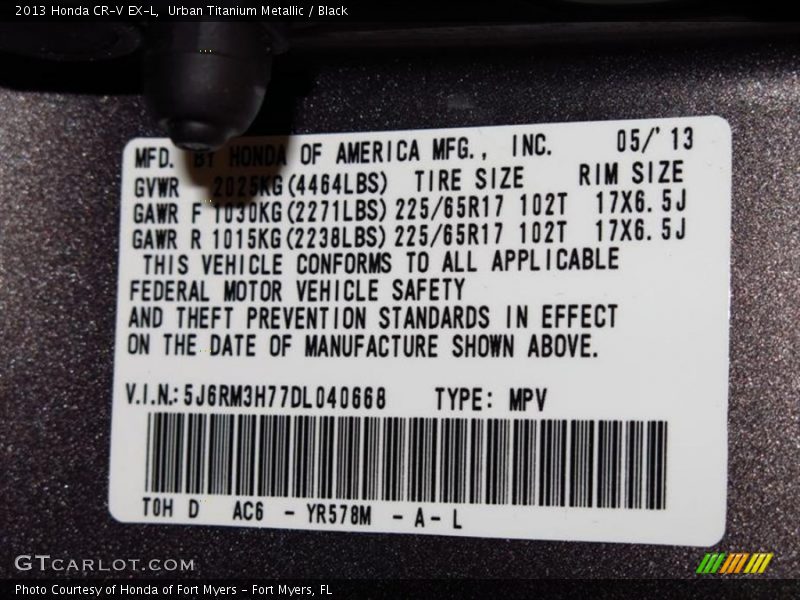 2013 Honda CR-V EX-L, Urban Titanium Metallic / Black
MFD. BY HONDA OF AMERICA MFG., INC. 05/'13
GVWR 2025KG(4464LBS) TIRE SIZE RIM SIZE
GAWR F 1030KG(2271LBS) 225/65R17 102T 17X6.5J
GAWR R 1015KG(2238LBS) 225/65R17 102T 17X6.5J
THIS VEHICLE CONFORMS TO ALL APPLICABLE
FEDERAL MOTOR VEHICLE SAFETY
AND THEFT PREVENTION STANDARDS IN EFFECT
ON THE DATE OF MANUFACTURE SHOWN ABOVE.
V.I.N.: 5J6RM3H77DL040668 TYPE: MPV
T0H D AC6 - YR578M - A - L
GTCARLOT.COM
Photo Courtesy of Honda of Fort Myers - Fort Myers, FL